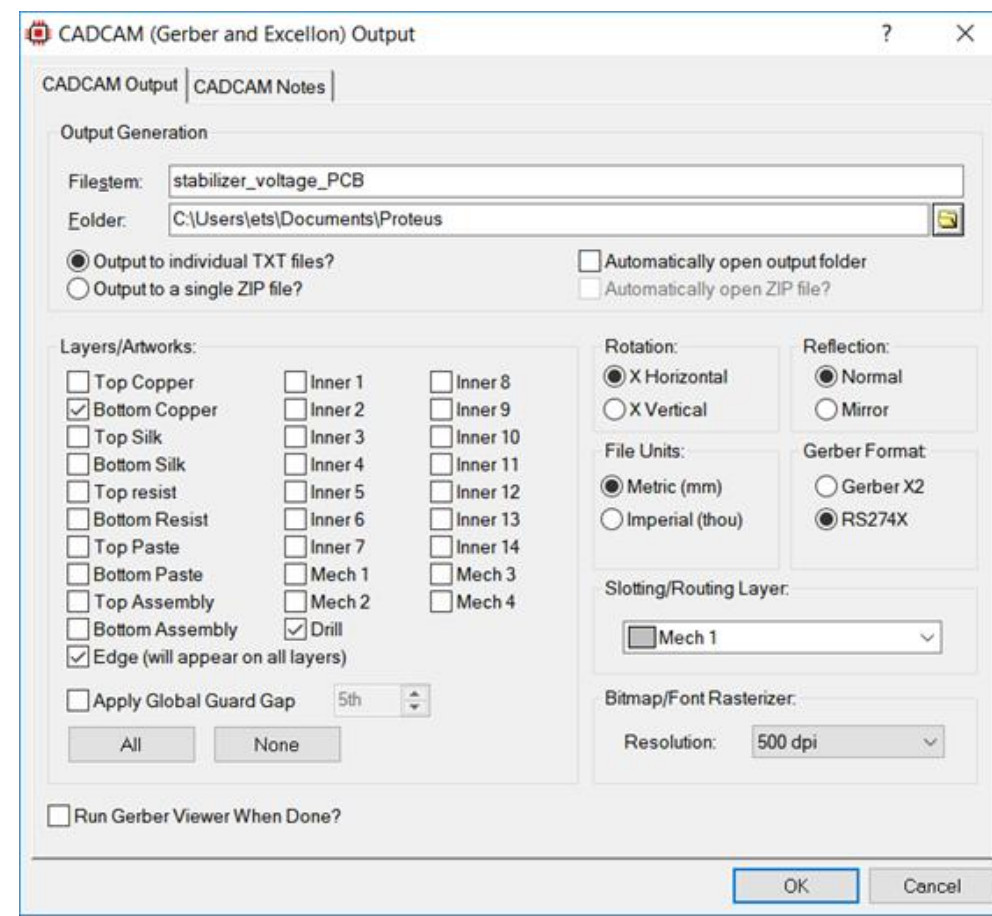 CADCAM (Gerber and Excellon) Output ?
CADCAM Output CADCAM Notes
Output Generation
Filestem: stabilizer_voltage_PCB
Folder: C:\Users\ets\Documents\Proteus
Output to individual TXT files? Automatically open output folder
Output to a single ZIP file? Automatically open ZIP file?
Layers/Artworks: Rotation: Reflection:
Top Copper Inner 1 Inner 8 X Horizontal Normal
Bottom Copper Inner 2 Inner 9 X Vertical Mirror
Top Silk Inner 3 Inner 10 File Units: Gerber Format:
Bottom Silk Inner 4 Inner 11 Metric (mm) Gerber X2
Top resist Inner 5 Inner 12 Imperial (thou) RS274X
Bottom Resist Inner 6 Inner 13
Top Paste Inner 7 Inner 14
Bottom Paste Mech 1 Mech 3 Slotting/Routing Layer:
Top Assembly Mech 2 Mech 4 Mech 1
Bottom Assembly Drill
Edge (will appear on all layers)
Apply Global Guard Gap 5th Bitmap/Font Rasterizer:
All None Resolution: 500 dpi
Run Gerber Viewer When Done?
OK Cancel